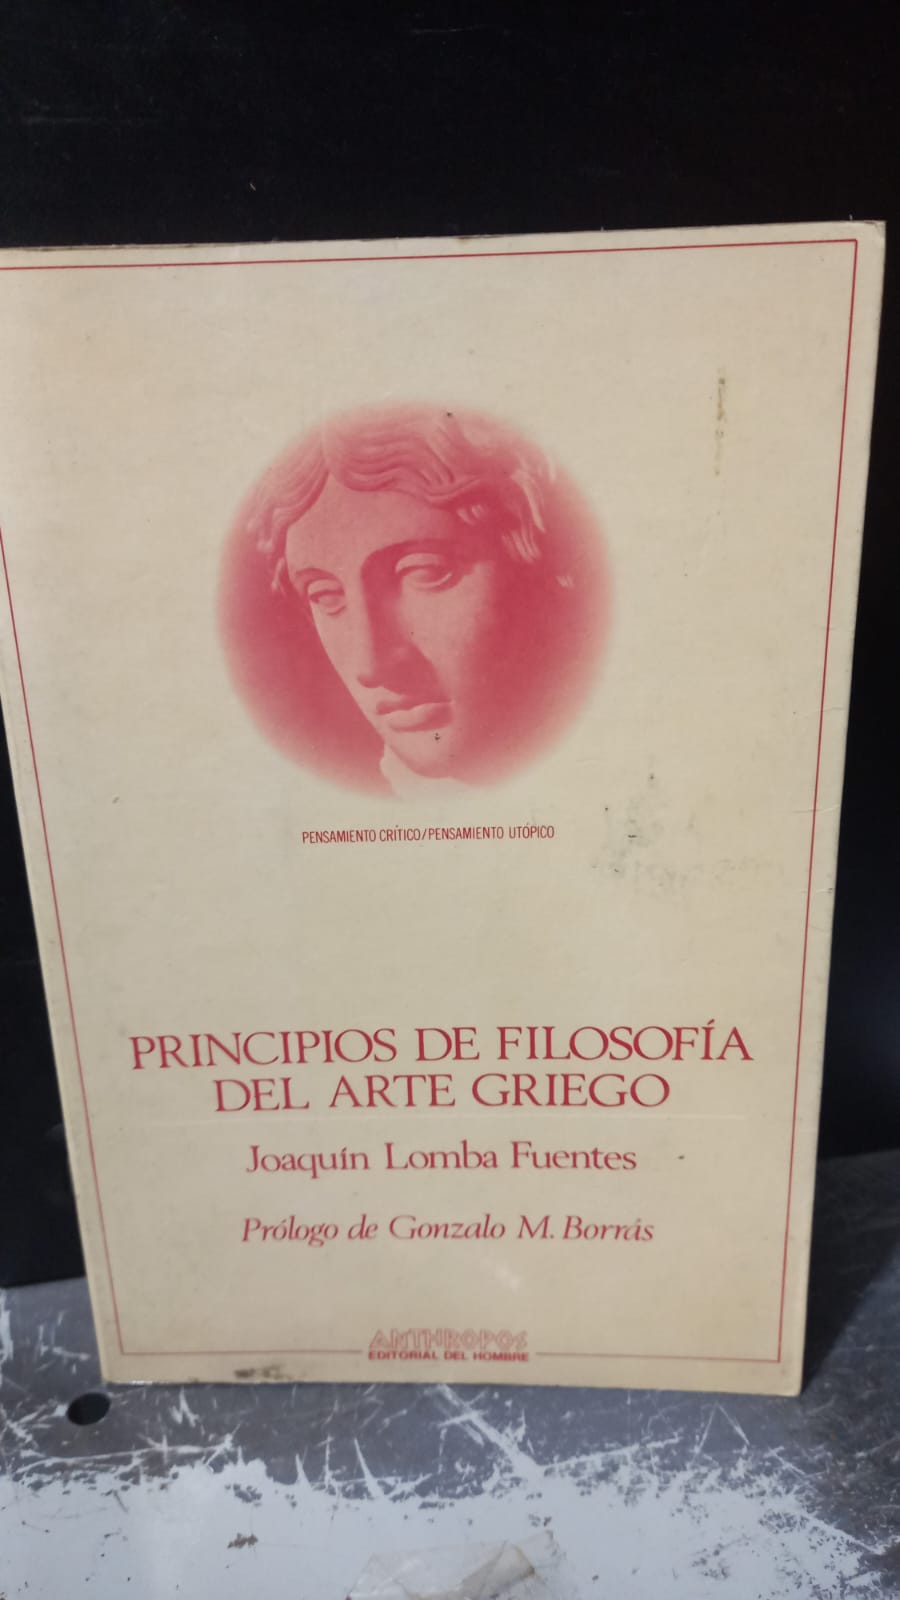 PENSAMIENTO CRÍTICO/PENSAMIENTO UTÓPICO
PRINCIPIOS DE FILOSOFÍA
DEL ARTE GRIEGO
Joaquín Lomba Fuentes
Prólogo de Gonzalo M. Borrás
ANTHROPOS
EDITORIAL DEL HOMBRE